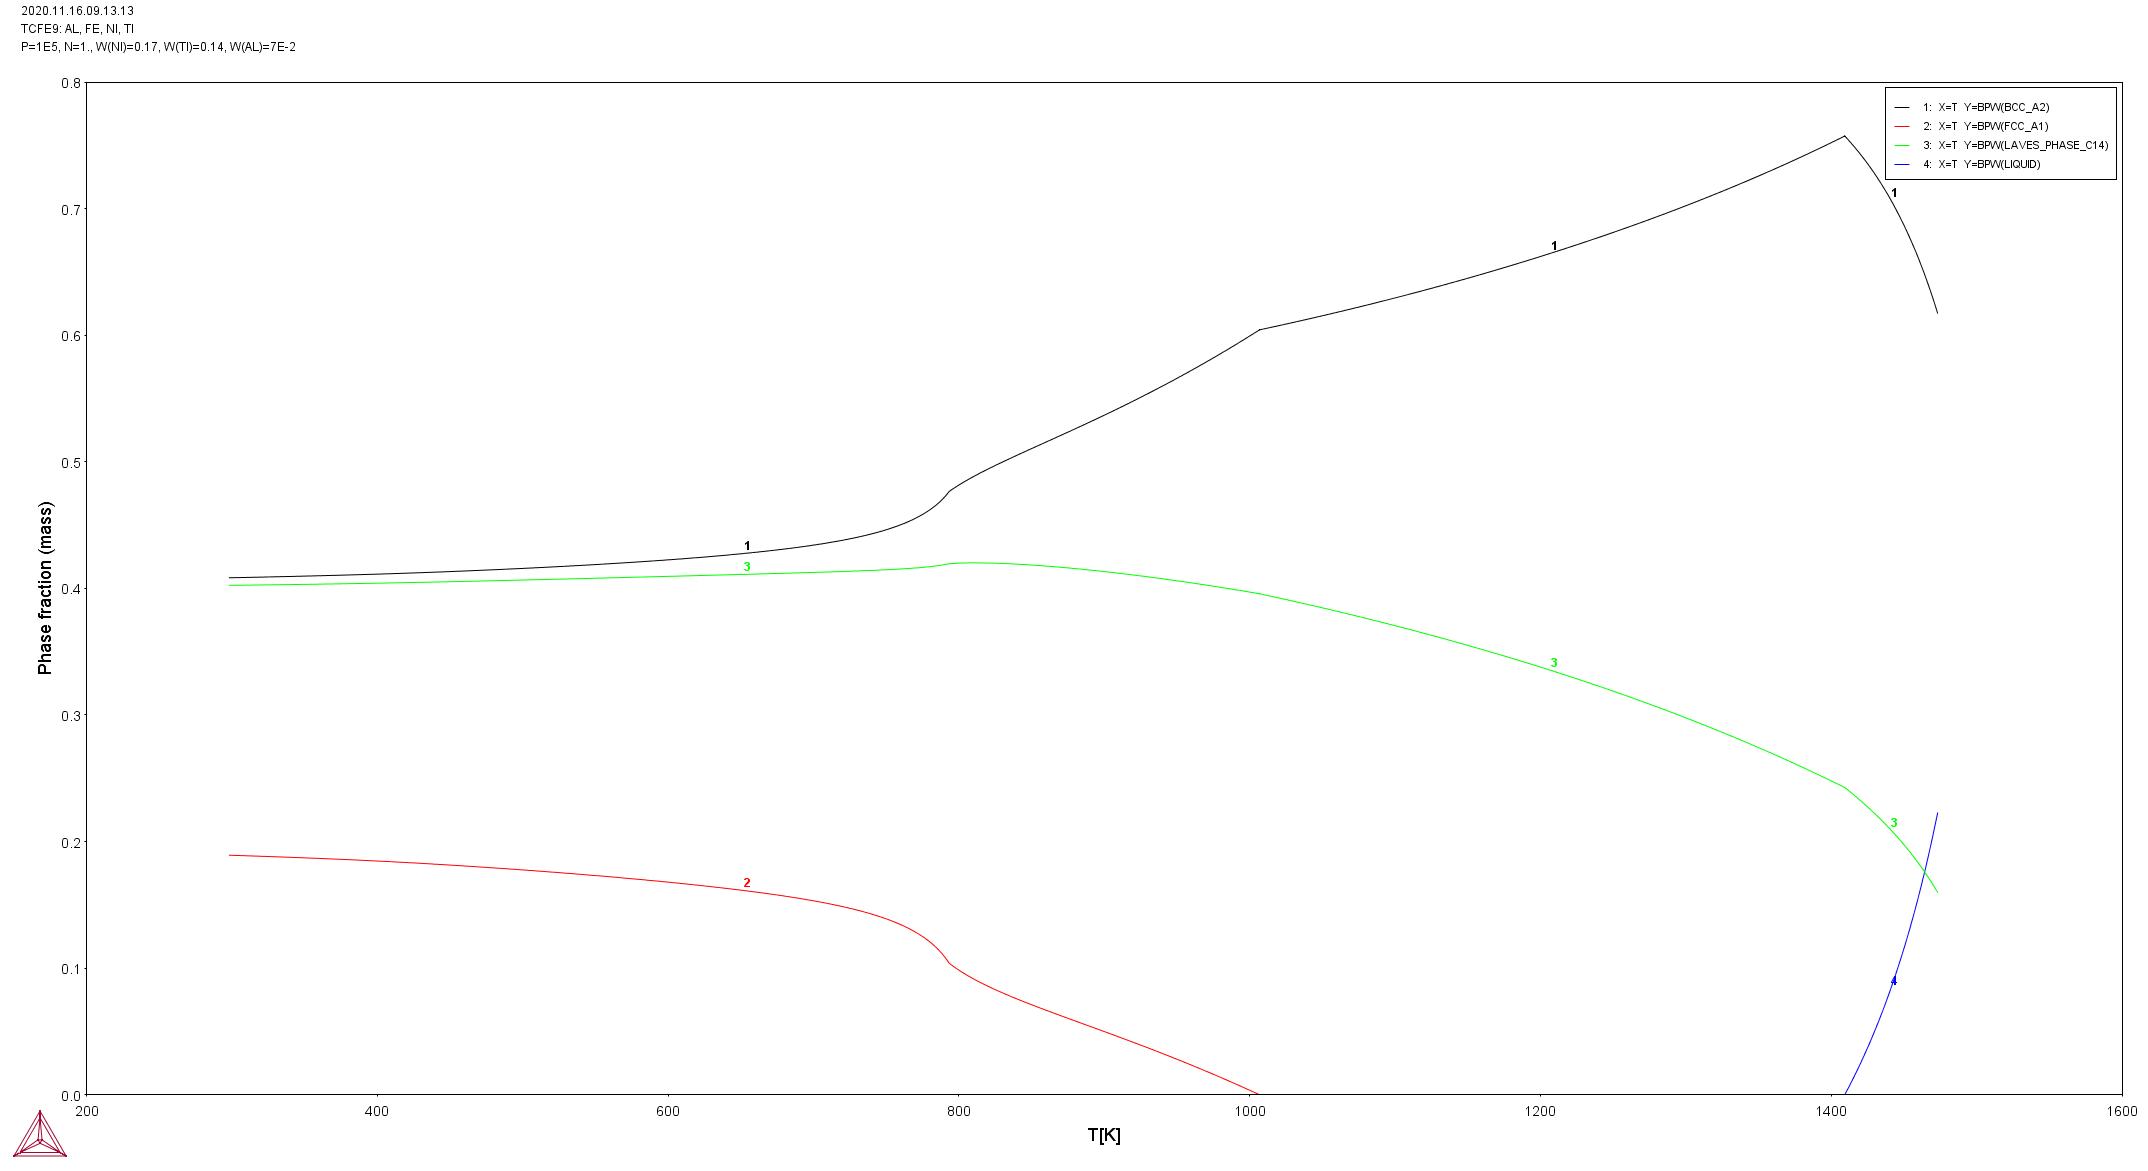 2020.11.16.09.13.13
TCFE9: AL, FE, NI, TI
P=1E5, N=1., W(NI)=0.17, W(TI)=0.14, W(AL)=7E-2
1: X=T Y=BPW(BCC_A2)
2: X=T Y=BPW(FCC_A1)
3: X=T Y=BPW(LAVES_PHASE_C14)
4: X=T Y=BPW(LIQUID)
0.8
0.7
0.6
0.5
0.4
0.3
0.2
0.1
0.0
Phase fraction (mass)
1
1
1
3
3
3
2
4
200 400 600 800 1000 1200 1400 1600
T[K]